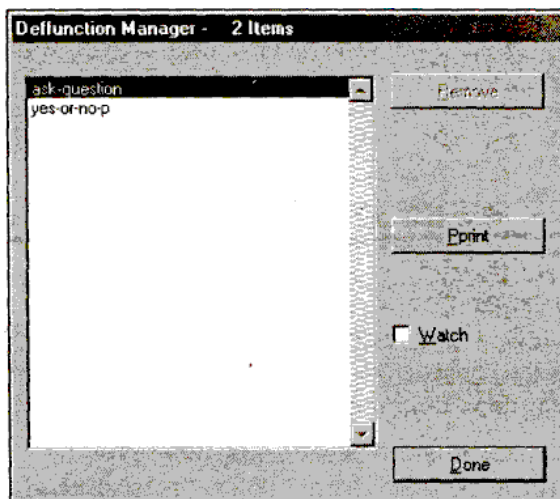 Deffunction Manager - 2 Items
ask-question
yes-or-no-p
Remove
Pprint
Watch
Done